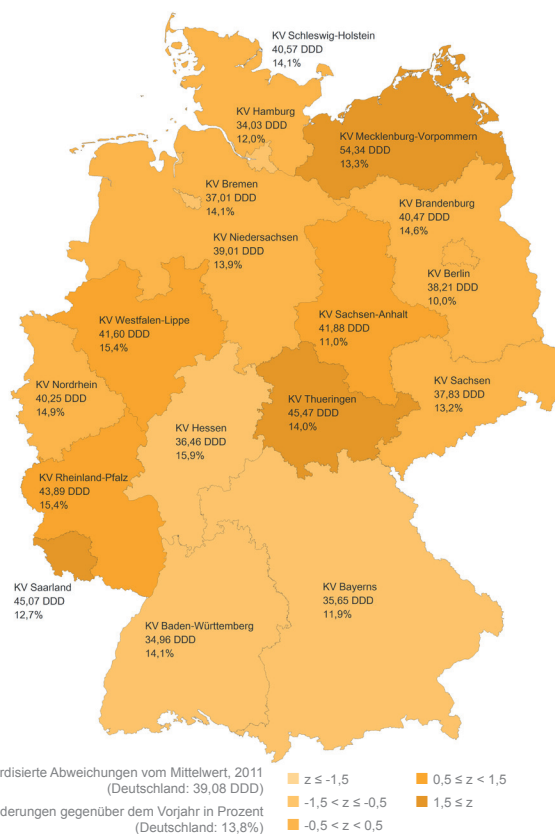 KV Schleswig-Holstein
40,57 DDD
14,1%
KV Hamburg
34,03 DDD
12,0%
KV Mecklenburg-Vorpommern
54,34 DDD
13,3%
KV Bremen
37,01 DDD
14,1%
KV Brandenburg
40,47 DDD
14,6%
KV Niedersachsen
39,01 DDD
13,9%
KV Berlin
38,21 DDD
10,0%
KV Westfalen-Lippe
41,60 DDD
15,4%
KV Sachsen-Anhalt
41,88 DDD
11,0%
KV Nordrhein
40,25 DDD
14,9%
KV Thueringen
45,47 DDD
14,0%
KV Sachsen
37,83 DDD
13,2%
KV Hessen
36,46 DDD
15,9%
KV Rheinland-Pfalz
43,89 DDD
15,4%
KV Saarland
45,07 DDD
12,7%
KV Bayerns
35,65 DDD
11,9%
KV Baden-Württemberg
34,96 DDD
14,1%
rdisierte Abweichungen vom Mittelwert, 2011
(Deutschland: 39,08 DDD)
derungen gegenüber dem Vorjahr in Prozent
(Deutschland: 13,8%)
z ≤ -1,5
-1,5 < z ≤ -0,5
-0,5 < z < 0,5
0,5 ≤ z < 1,5
1,5 ≤ z